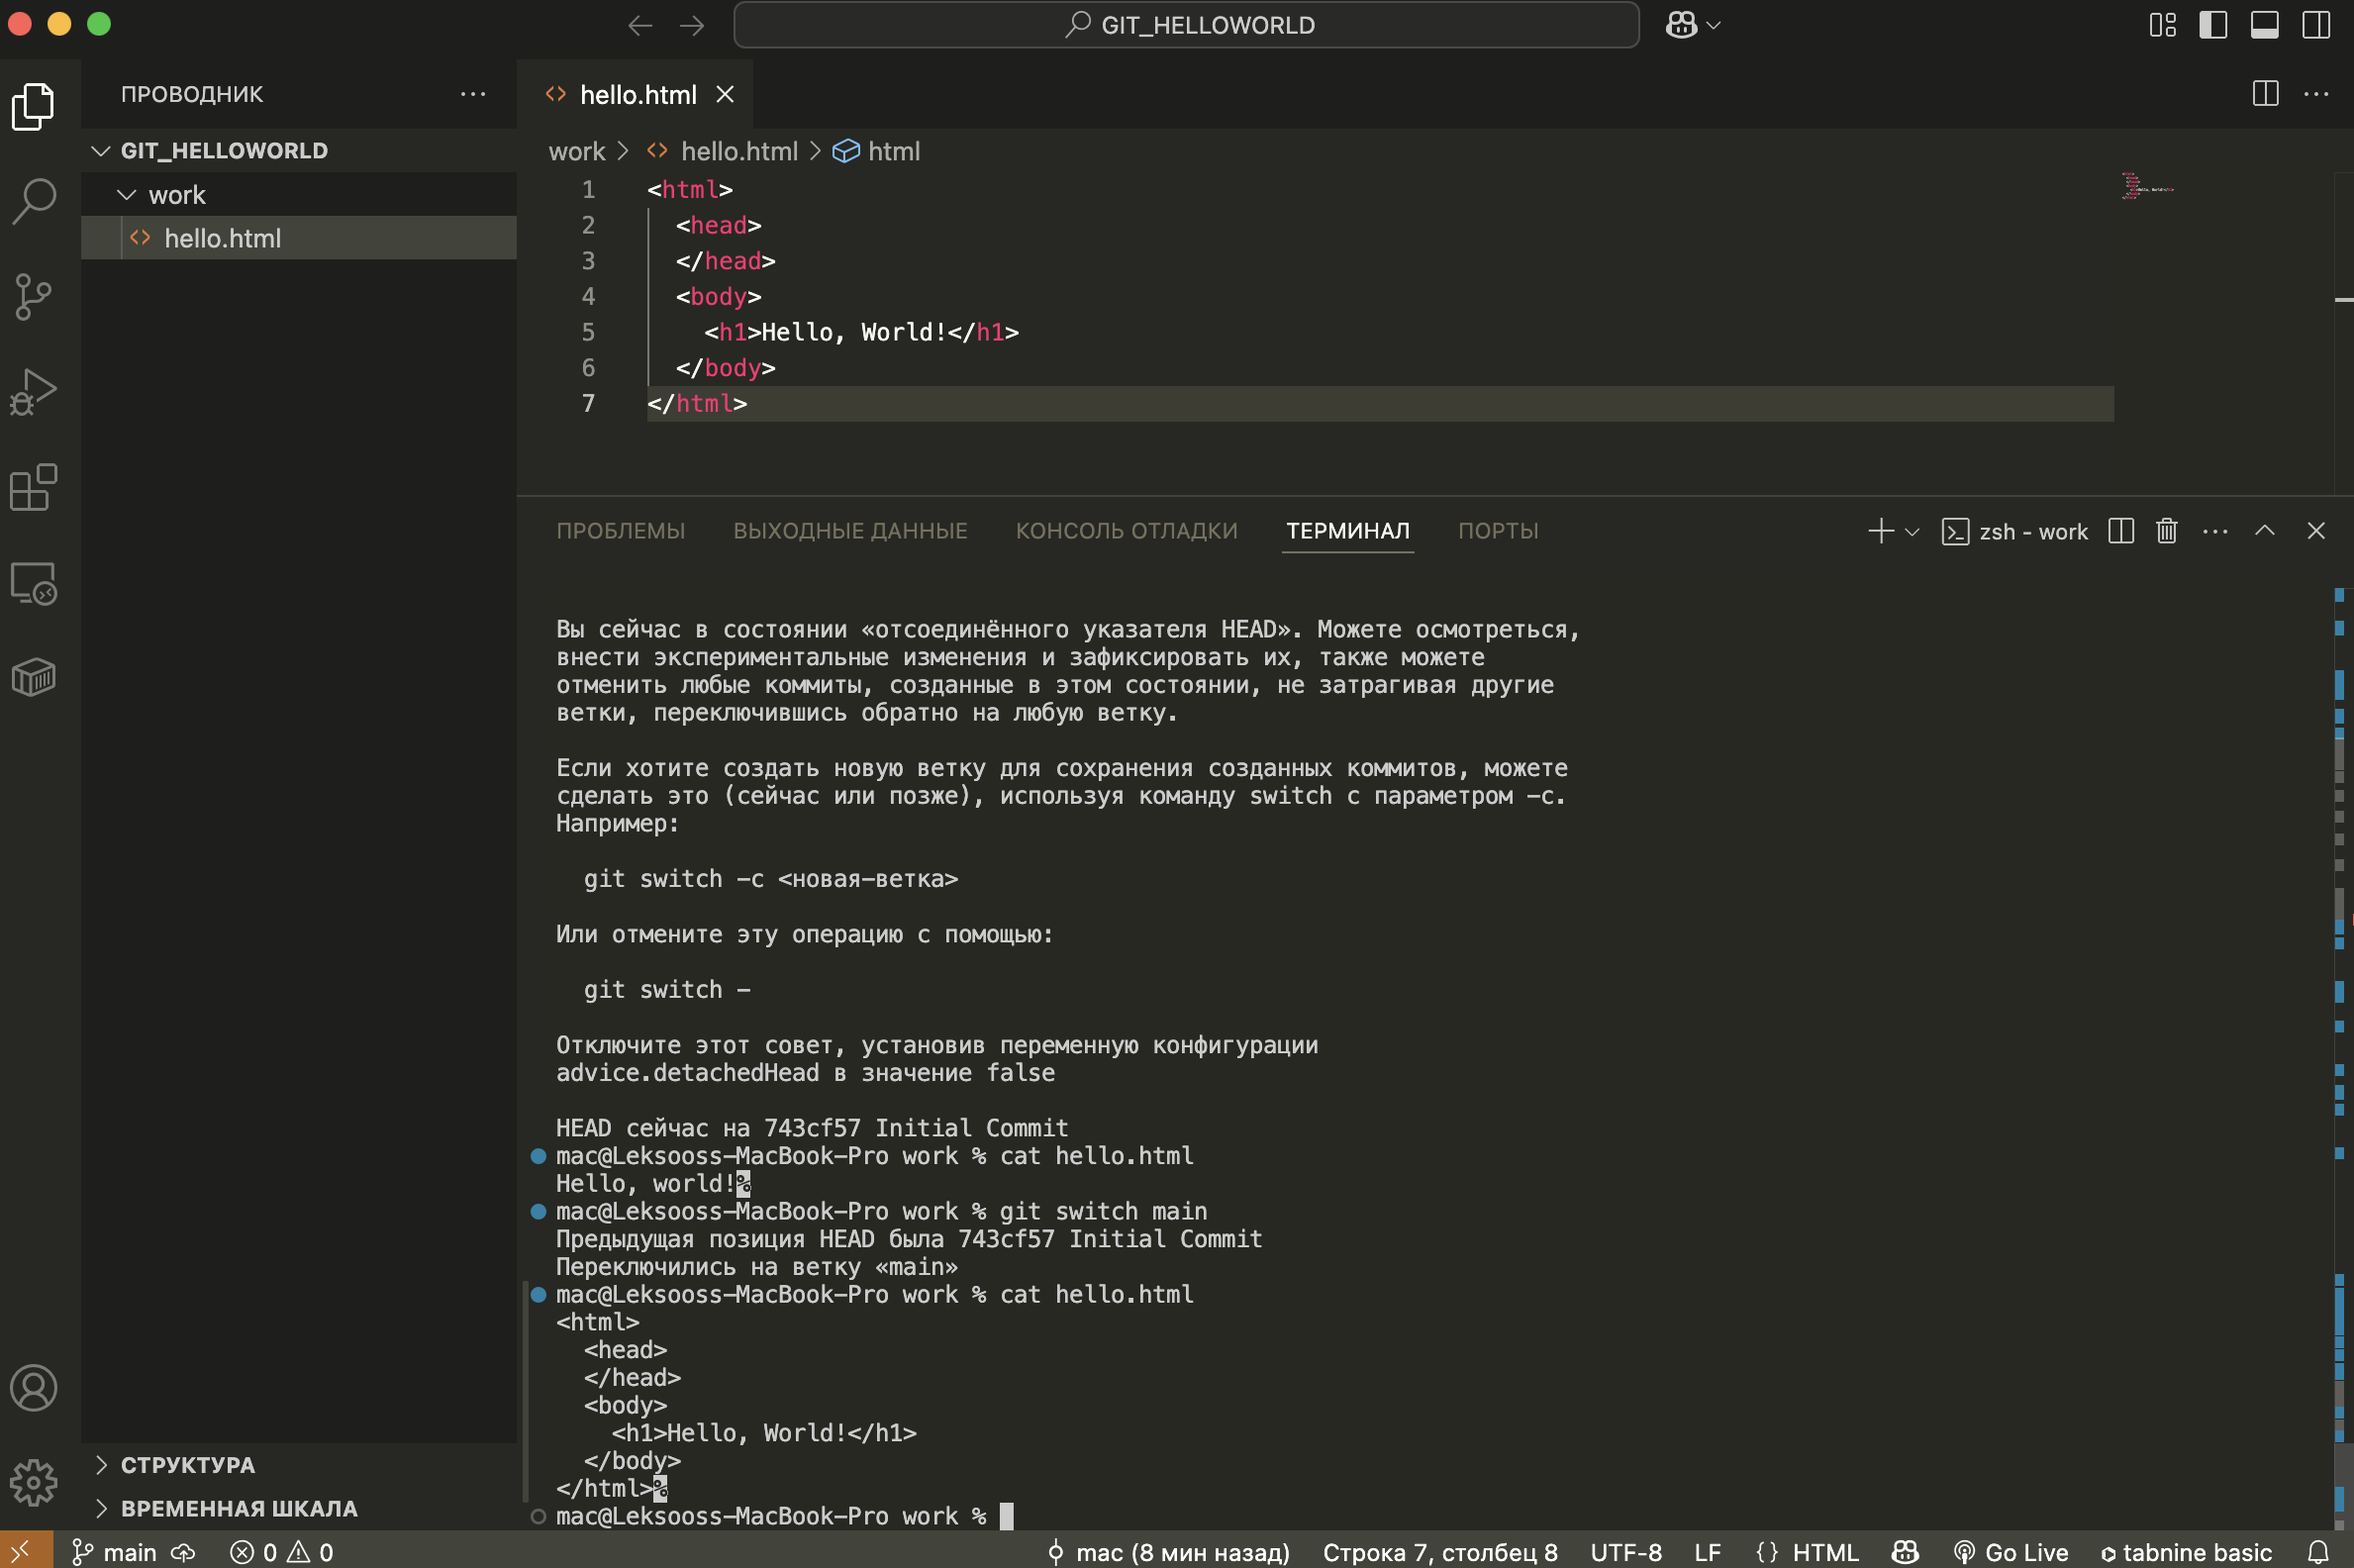 GIT_HELLOWORLD
ПРОВОДНИК
GIT_HELLOWORLD
work
hello.html
СТРУКТУРА
ВРЕМЕННАЯ ШКАЛА
hello.html
work > hello.html > html
1 <html>
2   <head>
3   </head>
4   <body>
5     <h1>Hello, World!</h1>
6   </body>
7 </html>
ПРОБЛЕМЫ ВЫХОДНЫЕ ДАННЫЕ КОНСОЛЬ ОТЛАДКИ ТЕРМИНАЛ ПОРТЫ zsh - work
Вы сейчас в состоянии «отсоединённого указателя HEAD». Можете осмотреться,
внести экспериментальные изменения и зафиксировать их, также можете
отменить любые коммиты, созданные в этом состоянии, не затрагивая другие
ветки, переключившись обратно на любую ветку.
Если хотите создать новую ветку для сохранения созданных коммитов, можете
сделать это (сейчас или позже), используя команду switch с параметром -c.
Например:
  git switch -c <новая-ветка>
Или отмените эту операцию с помощью:
  git switch -
Отключите этот совет, установив переменную конфигурации
advice.detachedHead в значение false
HEAD сейчас на 743cf57 Initial Commit
mac@Leksooss-MacBook-Pro work % cat hello.html
Hello, world!%
mac@Leksooss-MacBook-Pro work % git switch main
Предыдущая позиция HEAD была 743cf57 Initial Commit
Переключились на ветку «main»
mac@Leksooss-MacBook-Pro work % cat hello.html
<html>
  <head>
  </head>
  <body>
    <h1>Hello, World!</h1>
  </body>
</html>%
mac@Leksooss-MacBook-Pro work %
main 0 0 mac (8 мин назад) Строка 7, столбец 8 UTF-8 LF {} HTML Go Live tabnine basic